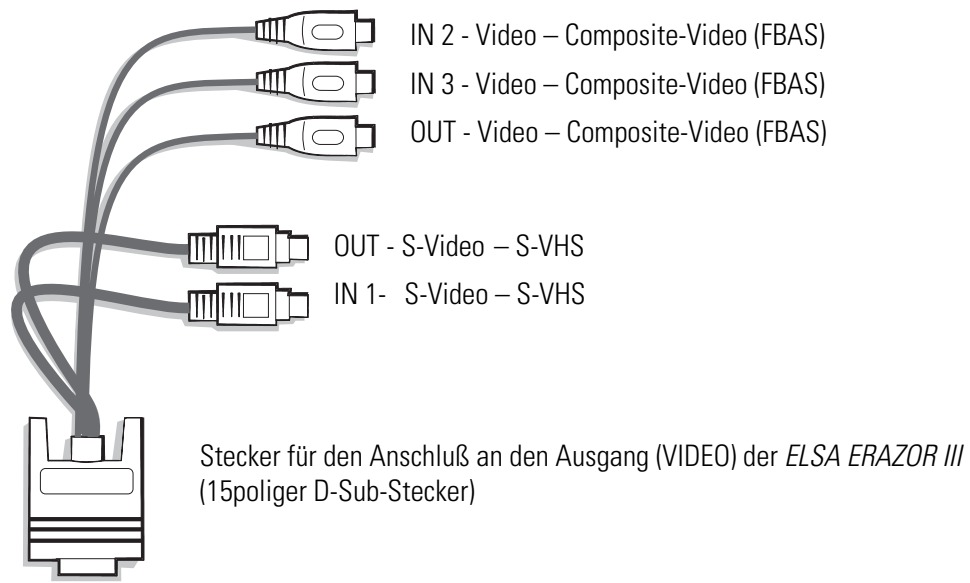 IN 2 - Video – Composite-Video (FBAS)
IN 3 - Video – Composite-Video (FBAS)
OUT - Video – Composite-Video (FBAS)
OUT - S-Video – S-VHS
IN 1- S-Video – S-VHS
Stecker für den Anschluß an den Ausgang (VIDEO) der ELSA ERAZOR III
(15poliger D-Sub-Stecker)